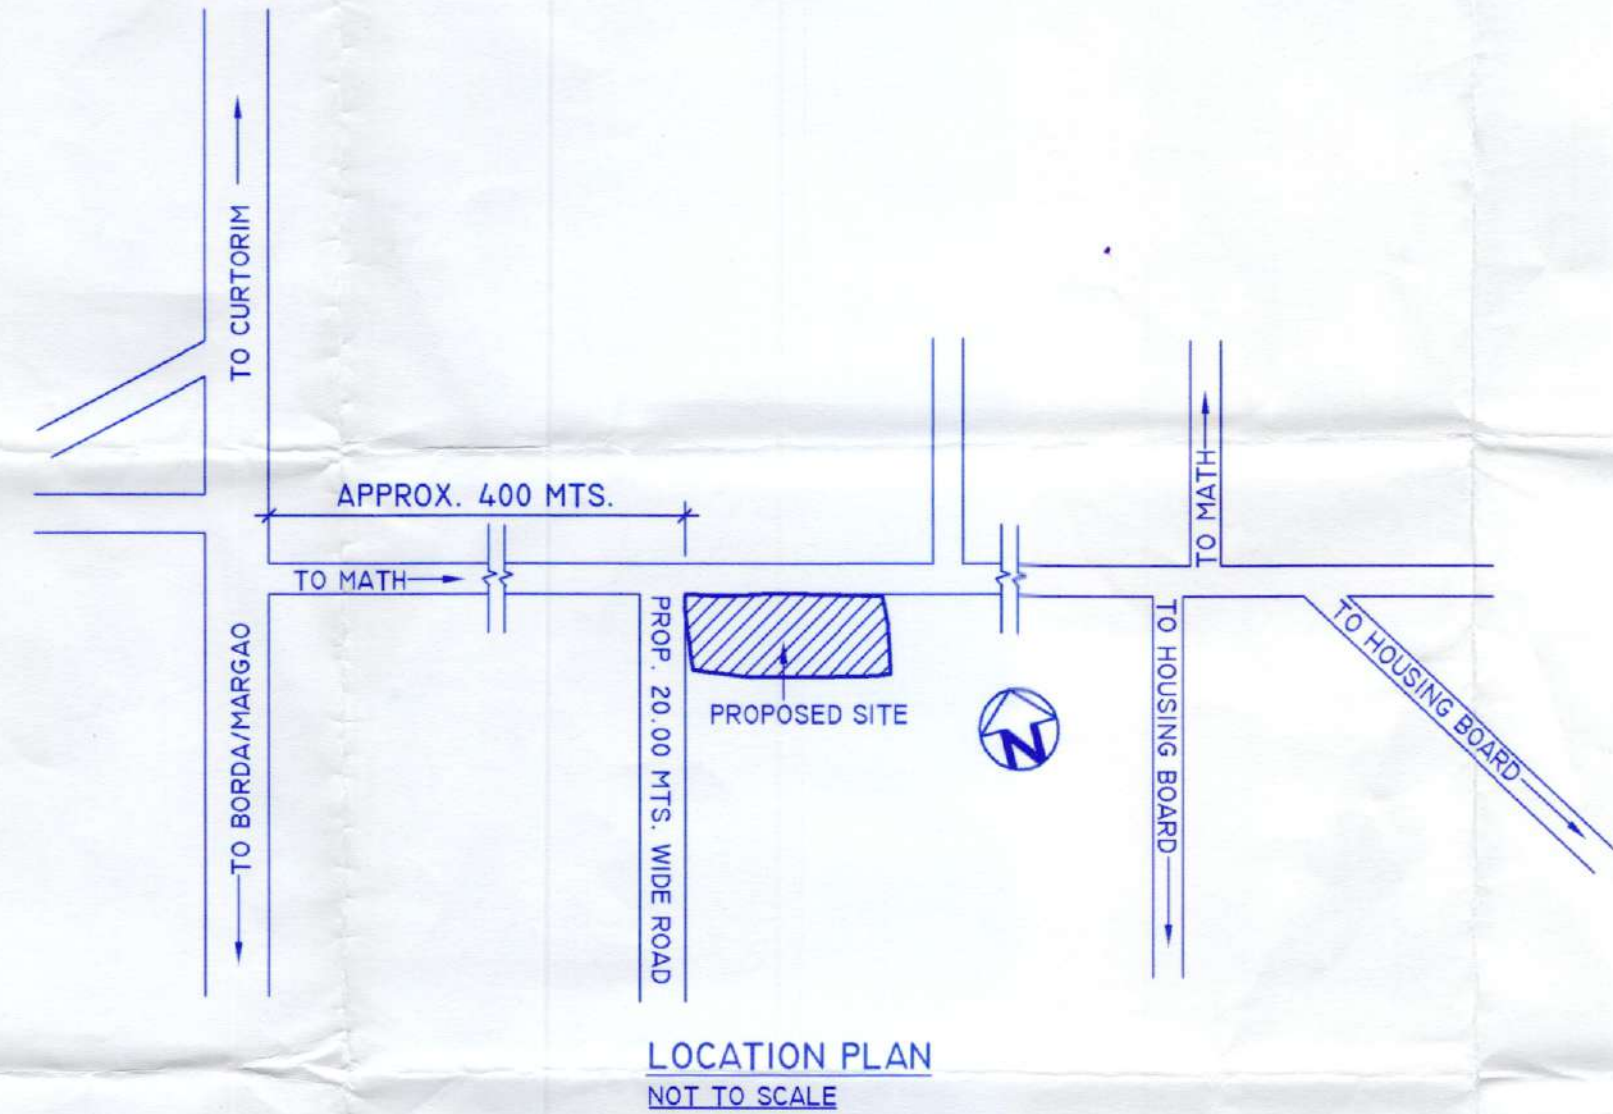 TO CURTORIM
APPROX. 400 MTS.
TO MATH
TO MATH
TO BORDA/MARGAO
PROP. 20.00 MTS. WIDE ROAD
PROPOSED SITE
N
TO HOUSING BOARD
TO HOUSING BOARD
LOCATION PLAN
NOT TO SCALE